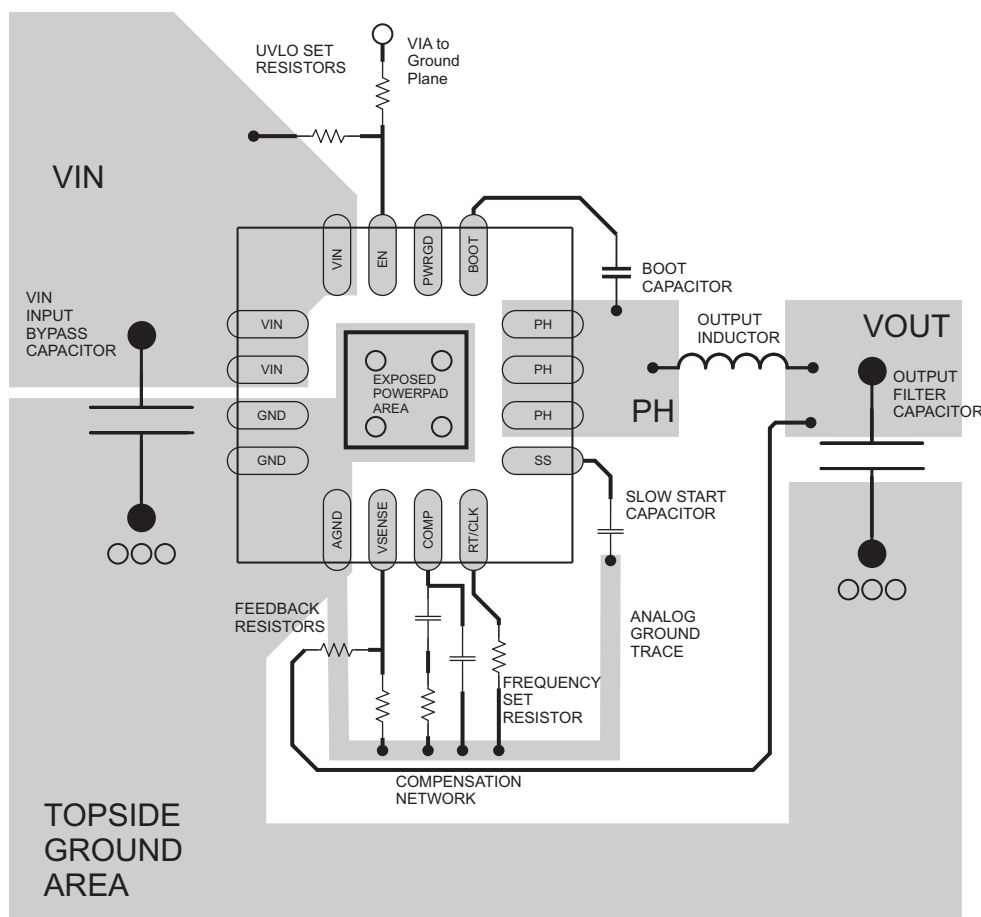 UVLO SET
RESISTORS
VIA to
Ground
Plane
VIN
VIN
EN
PWRGD
BOOT
BOOT
CAPACITOR
VIN
INPUT
BYPASS
CAPACITOR
VIN
VIN
GND
GND
EXPOSED
POWERPAD
AREA
PH
PH
PH
SS
PH
OUTPUT
INDUCTOR
VOUT
OUTPUT
FILTER
CAPACITOR
AGND
VSENSE
COMP
RT/CLK
SLOW START
CAPACITOR
FEEDBACK
RESISTORS
ANALOG
GROUND
TRACE
FREQUENCY
SET
RESISTOR
COMPENSATION
NETWORK
TOPSIDE
GROUND
AREA